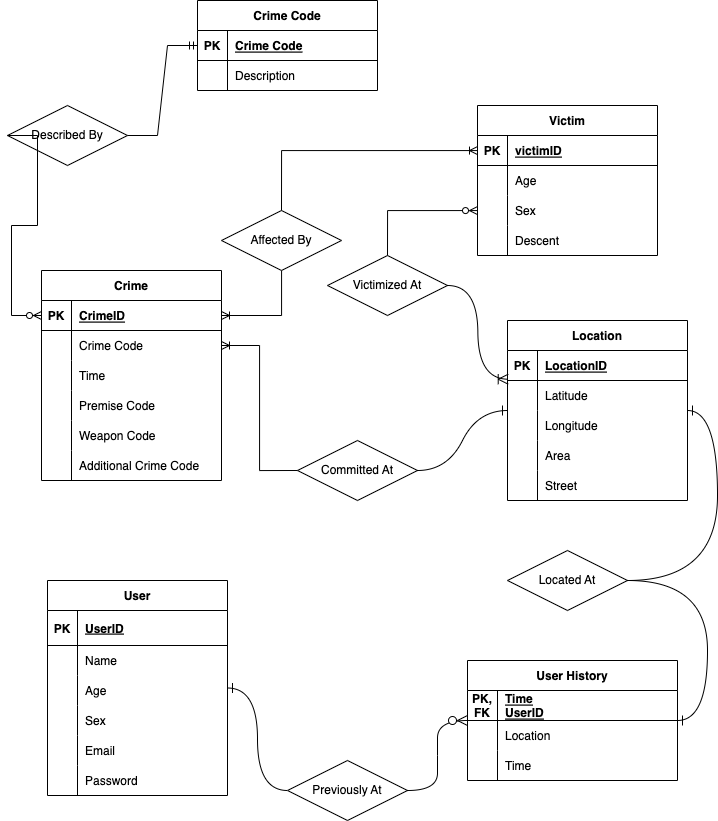 Crime Code
PK Crime Code
Description
Described By
Victim
PK victimID
Age
Sex
Descent
Affected By
Victimized At
Crime
PK CrimeID
Crime Code
Time
Premise Code
Weapon Code
Additional Crime Code
Location
PK LocationID
Latitude
Longitude
Area
Street
Committed At
Located At
User
PK UserID
Name
Age
Sex
Email
Password
User History
PK, Time
FK UserID
Location
Time
Previously At